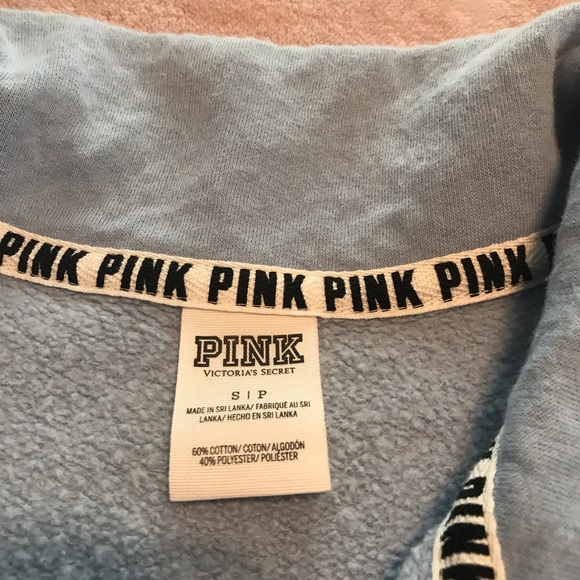 PINK PINK PINK PINK PINK
PINK
VICTORIA'S SECRET
S | P
MADE IN SRI LANKA/ FABRIQUÉ AU SRI
LANKA/ HECHO EN SRI LANKA
60% COTTON/ COTON/ ALGODÓN
40% POLYESTER/ POLIÉSTER
PINK